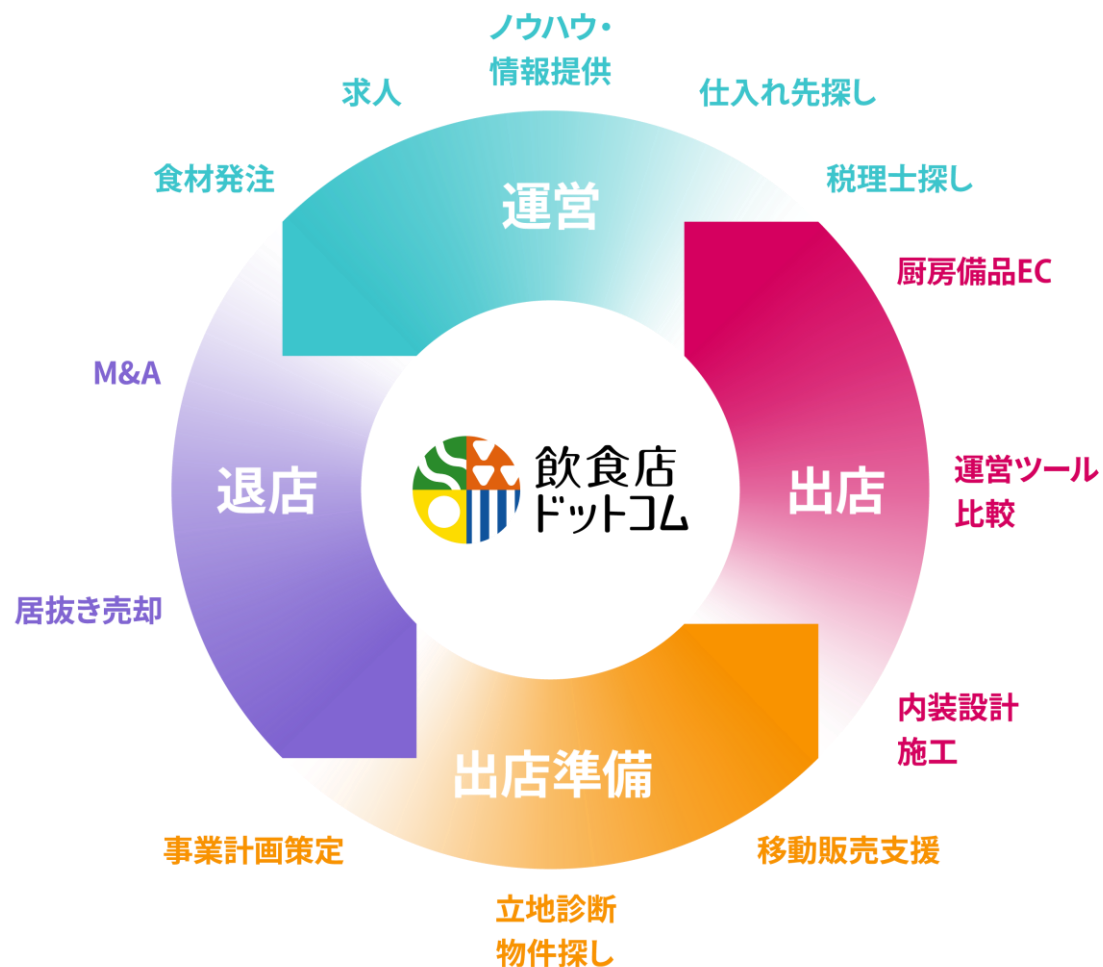 ノウハウ・
情報提供
求人
仕入れ先探し
食材発注
税理士探し
運営
厨房備品EC
M&A
飲食店
ドットコム
退店
出店
運営ツール
比較
居抜き売却
内装設計
施工
出店準備
事業計画策定
移動販売支援
立地診断
物件探し